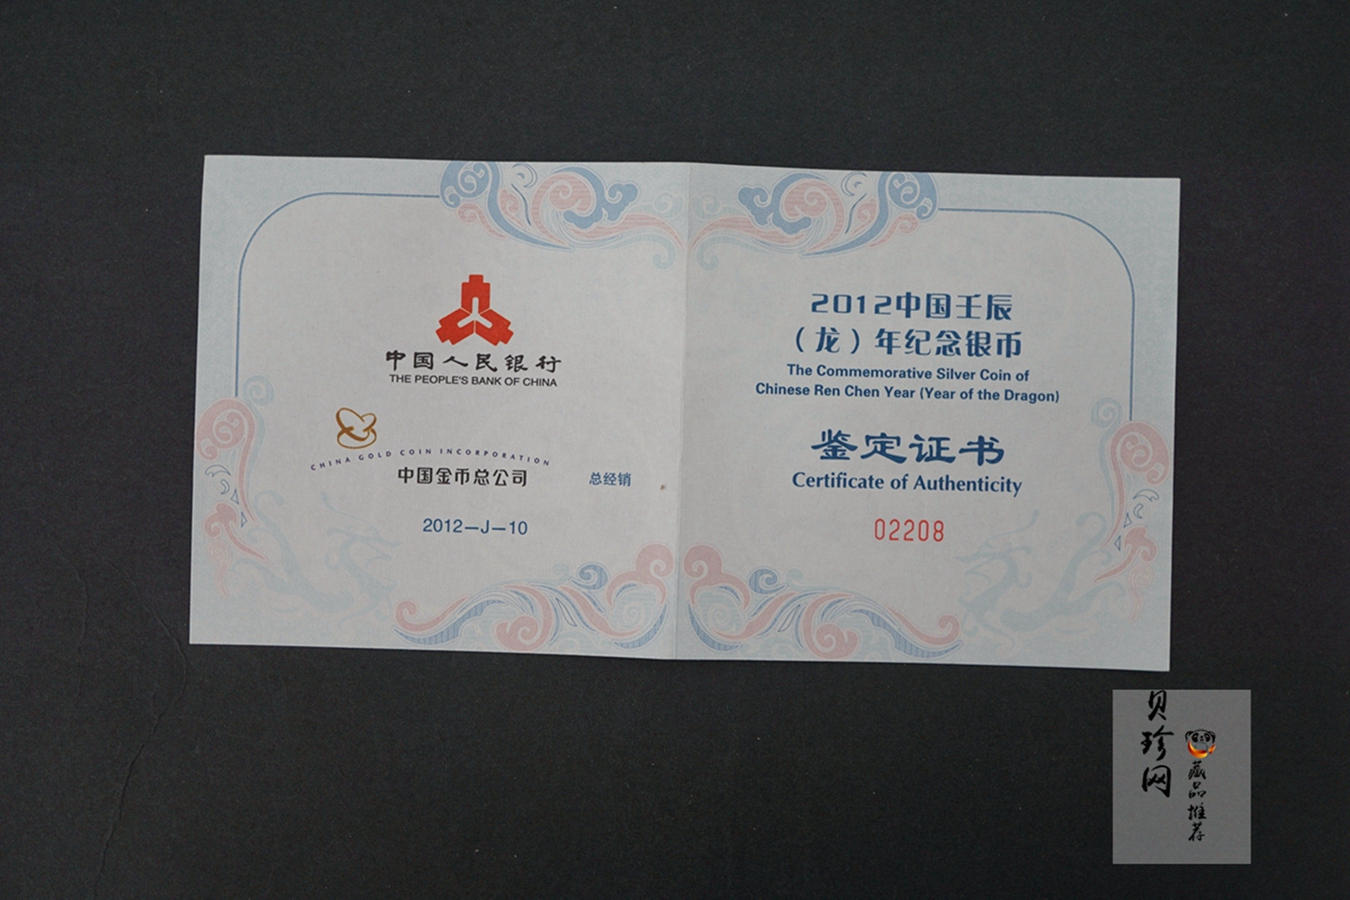 中国人民银行
THE PEOPLE'S BANK OF CHINA
CHINA GOLD COIN INCORPORATION
中国金币总公司
总经销
2012—J—10
2012中国壬辰
（龙）年纪念银币
The Commemorative Silver Coin of
Chinese Ren Chen Year (Year of the Dragon)
鉴定证书
Certificate of Authenticity
02208
贝珍网
藏品推荐